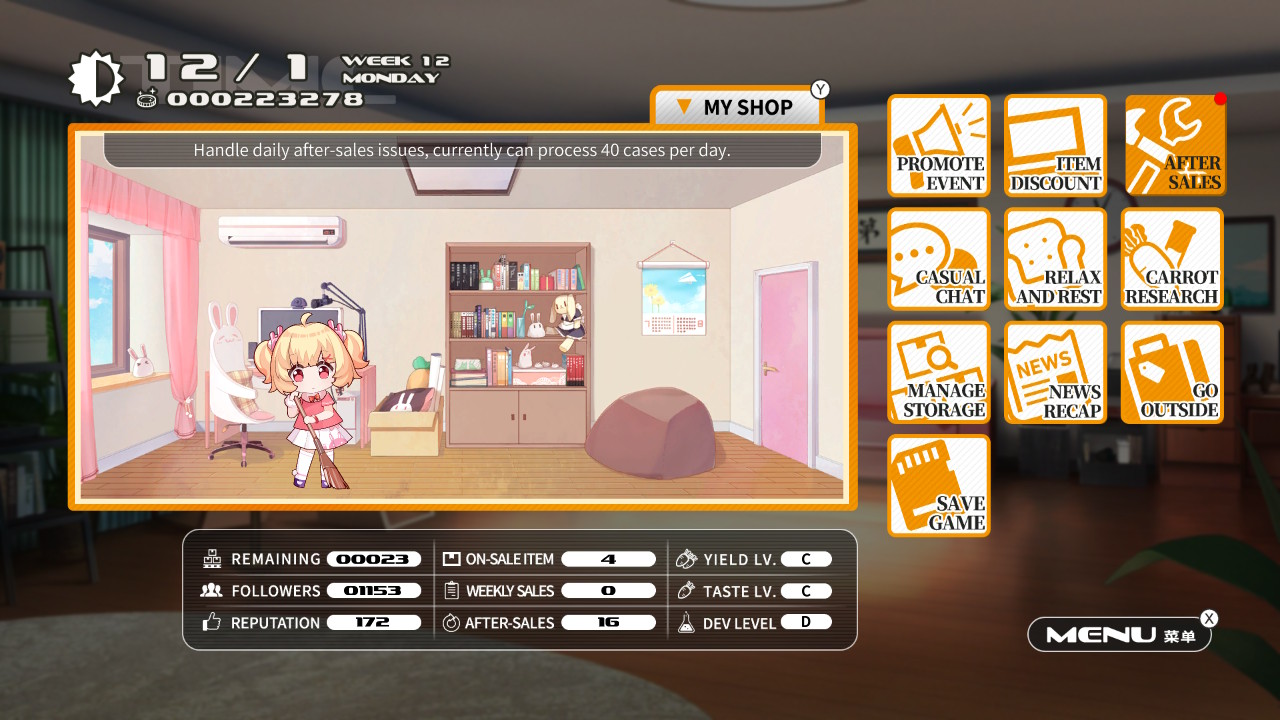 12 / 1
WEEK 12
MONDAY
000223278
Y
MY SHOP
Handle daily after-sales issues, currently can process 40 cases per day.
PROMOTE
EVENT
ITEM
DISCOUNT
AFTER
SALES
CASUAL
CHAT
RELAX
AND REST
CARROT
RESEARCH
MANAGE
STORAGE
NEWS
NEWS
RECAP
GO
OUTSIDE
SAVE
GAME
REMAINING 00023
ON-SALE ITEM 4
YIELD LV. C
FOLLOWERS 01153
WEEKLY SALES 0
TASTE LV. C
REPUTATION 172
AFTER-SALES 16
DEV LEVEL D
X
MENU 菜单